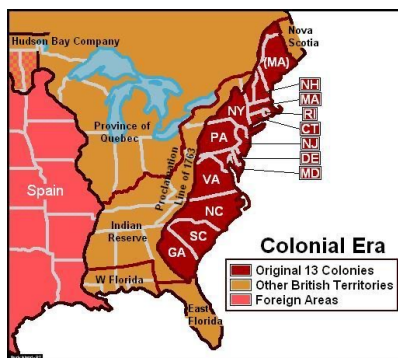 Hudson Bay Company
Nova
Scotia
(MA)
NH
MA
RI
CT
NJ
DE
MD
NY
PA
VA
NC
SC
GA
Province of
Quebec
Proclamation
Line of 1763
Spain
Indian
Reserve
W Florida
East
Florida
Colonial Era
Original 13 Colonies
Other British Territories
Foreign Areas